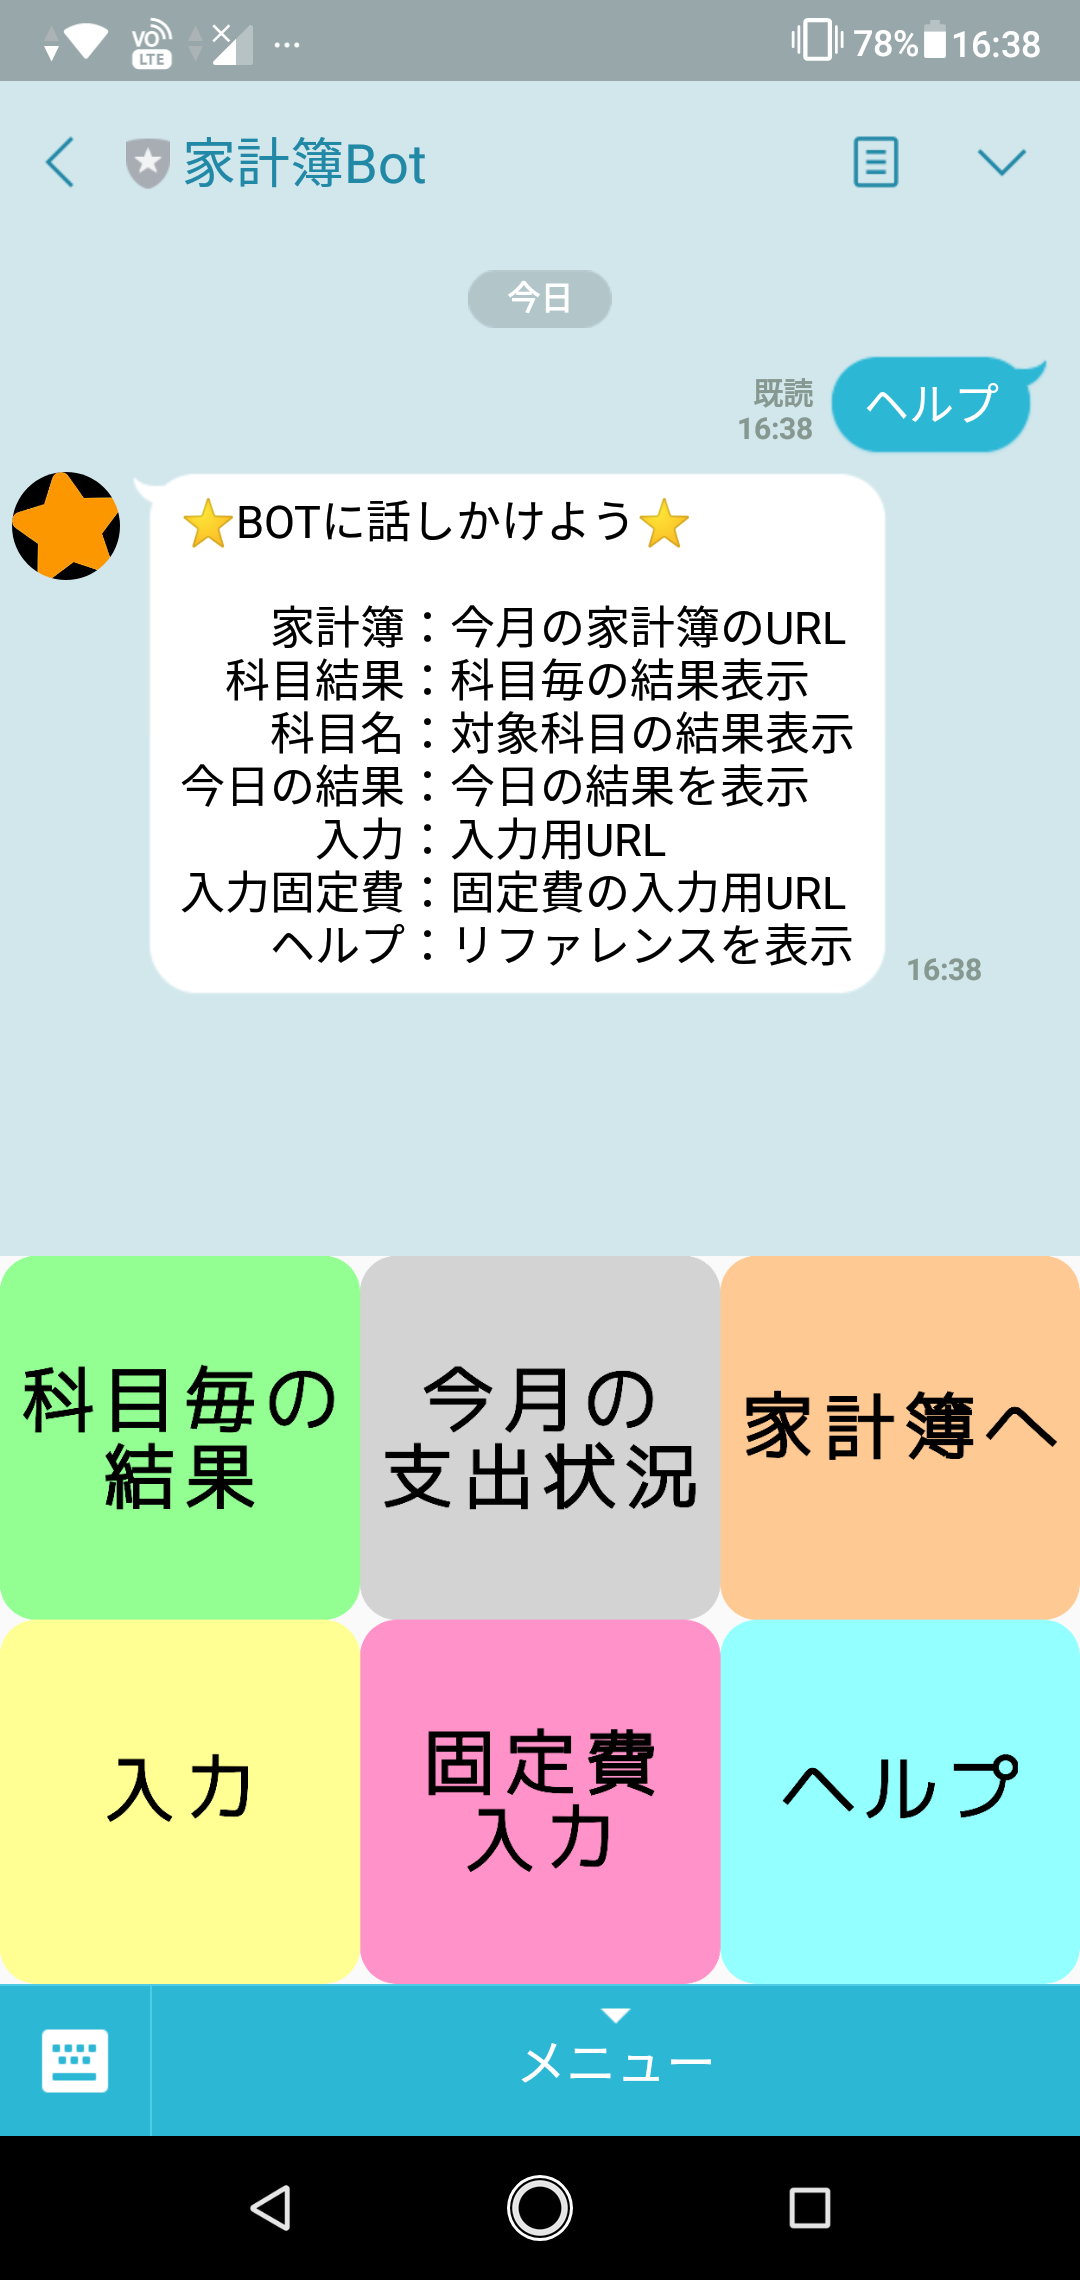 VO LTE ... 78% 16:38
家計簿Bot
今日
既読
16:38
ヘルプ
⭐BOTに話しかけよう⭐
家計簿：今月の家計簿のURL
科目結果：科目毎の結果表示
科目名：対象科目の結果表示
今日の結果：今日の結果を表示
入力：入力用URL
入力固定費：固定費の入力用URL
ヘルプ：リファレンスを表示
16:38
科目毎の
結果
今月の
支出状況
家計簿へ
入力
固定費
入力
ヘルプ
メニュー